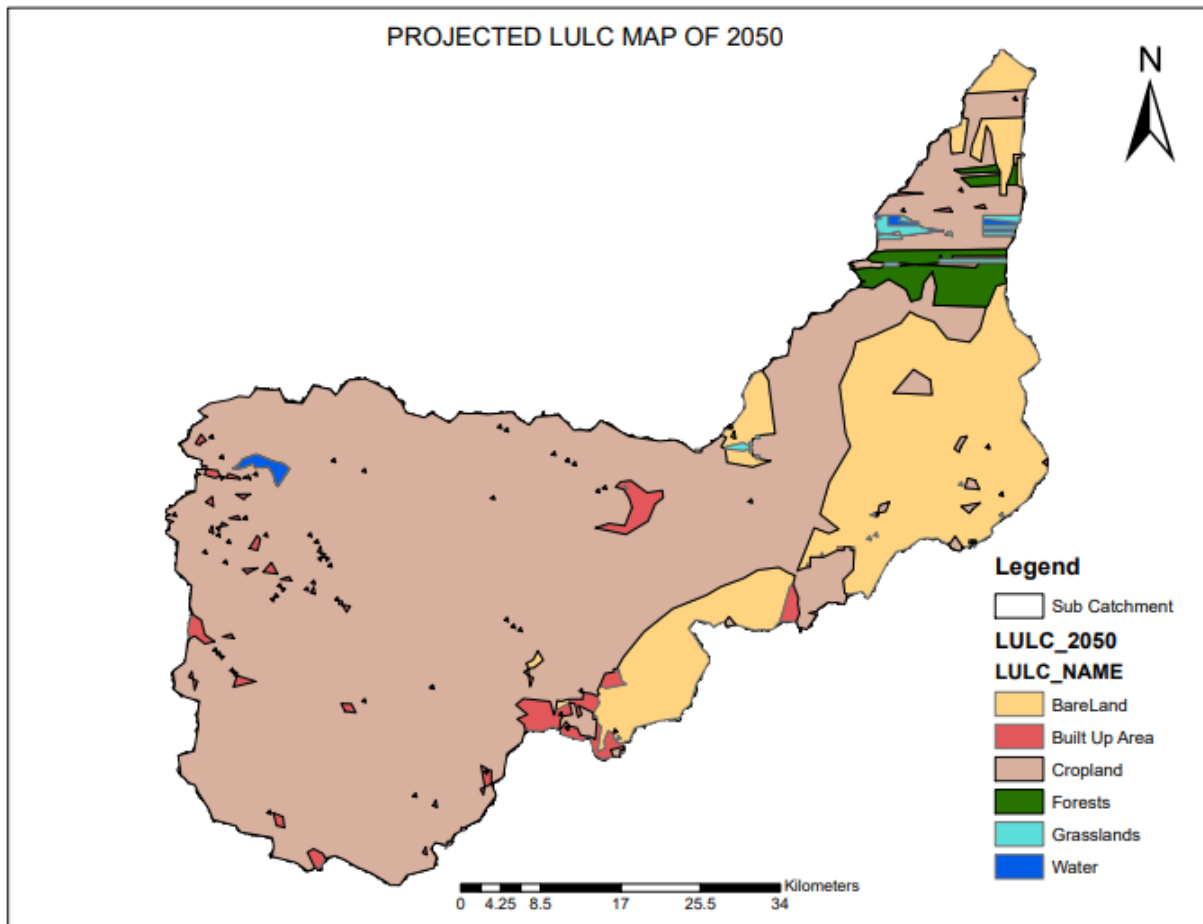 PROJECTED LULC MAP OF 2050
N
Legend
Sub Catchment
LULC_2050
LULC_NAME
BareLand
Built Up Area
Cropland
Forests
Grasslands
Water
Kilometers
0 4.25 8.5 17 25.5 34